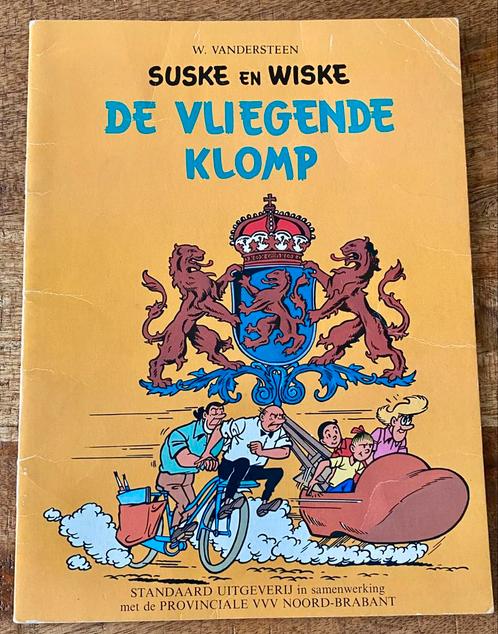 W. VANDERSTEEN
SUSKE EN WISKE
DE VLIEGENDE
KLOMP
STANDAARD UITGEVERIJ in samenwerking
met de PROVINCIALE VVV NOORD-BRABANT